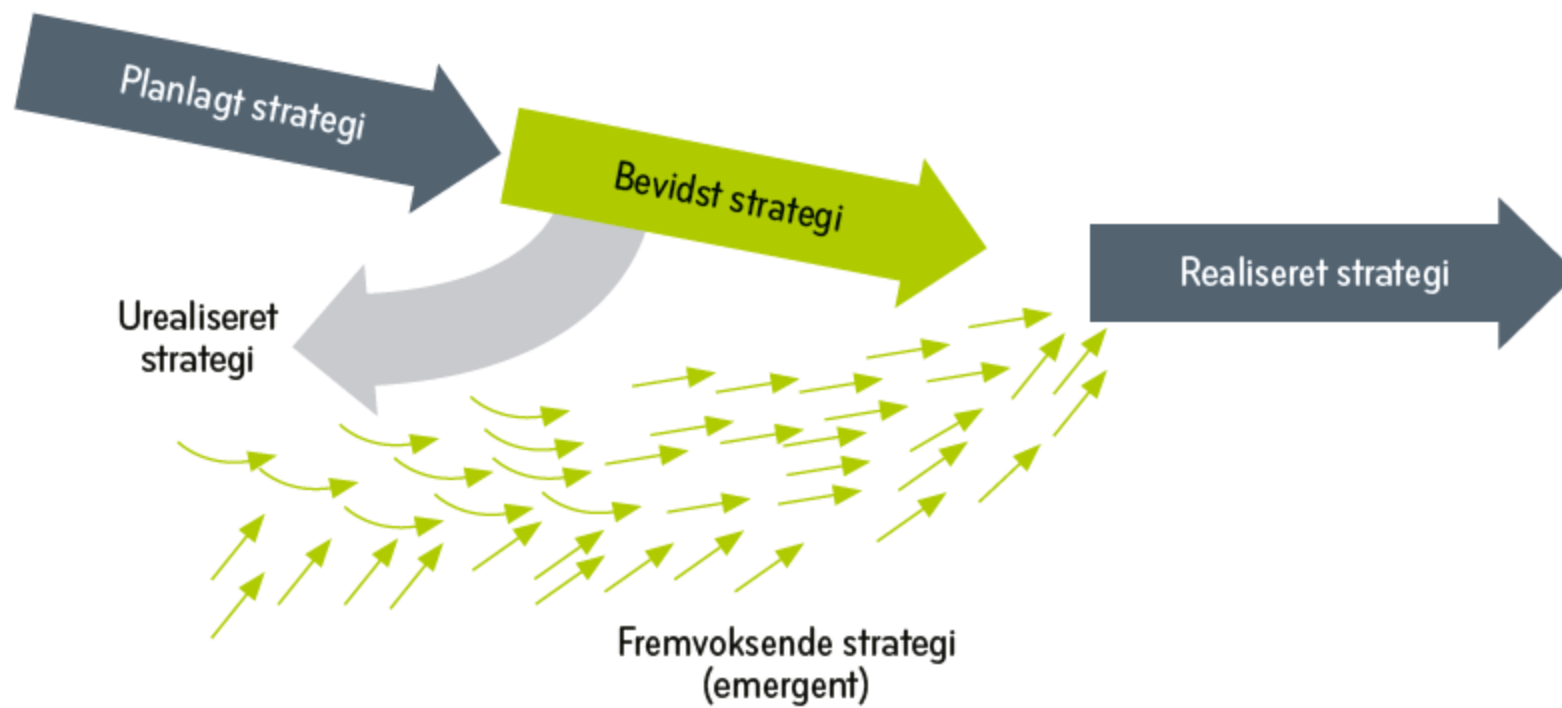 Planlagt strategi
Bevidst strategi
Realiseret strategi
Urealiseret
strategi
Fremvoksende strategi
(emergent)